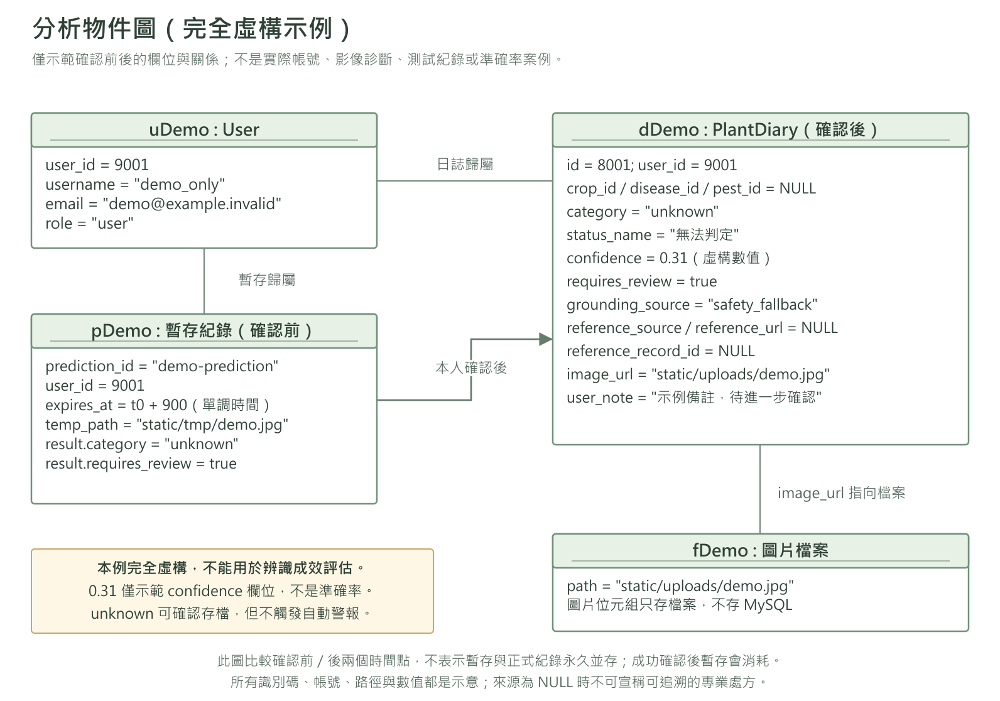 分析物件圖（完全虛構示例）
僅示範確認前後的欄位與關係；不是實際帳號、影像診斷、測試紀錄或準確率案例。
uDemo : User
user_id = 9001
username = "demo_only"
email = "demo@example.invalid"
role = "user"
日誌歸屬
dDemo : PlantDiary（確認後）
id = 8001; user_id = 9001
crop_id / disease_id / pest_id = NULL
category = "unknown"
status_name = "無法判定"
confidence = 0.31（虛構數值）
requires_review = true
grounding_source = "safety_fallback"
reference_source / reference_url = NULL
reference_record_id = NULL
image_url = "static/uploads/demo.jpg"
user_note = "示例備註，待進一步確認"
暫存歸屬
pDemo : 暫存紀錄（確認前）
prediction_id = "demo-prediction"
user_id = 9001
expires_at = t0 + 900（單調時間）
temp_path = "static/tmp/demo.jpg"
result.category = "unknown"
result.requires_review = true
本人確認後
image_url 指向檔案
fDemo : 圖片檔案
path = "static/uploads/demo.jpg"
圖片位元組只存檔案，不存 MySQL
本例完全虛構，不能用於辨識成效評估。
0.31 僅示範 confidence 欄位，不是準確率。
unknown 可確認存檔，但不觸發自動警報。
此圖比較確認前 / 後兩個時間點，不表示暫存與正式紀錄永久並存；成功確認後暫存會消耗。
所有識別碼、帳號、路徑與數值都是示意；來源為 NULL 時不可宣稱可追溯的專業處方。